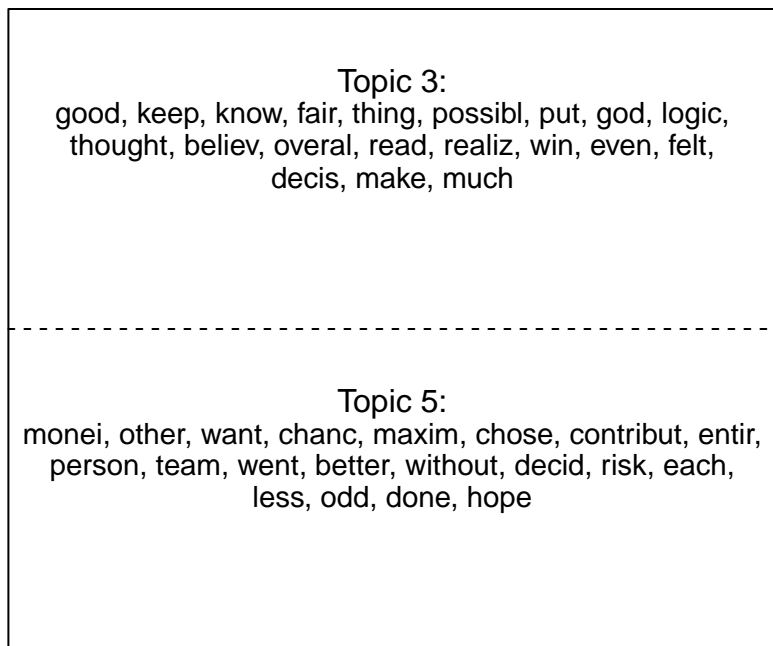 Topic 3:
good, keep, know, fair, thing, possibl, put, god, logic,
thought, believ, overal, read, realiz, win, even, felt,
decis, make, much
Topic 5:
monei, other, want, chanc, maxim, chose, contribut, entir,
person, team, went, better, without, decid, risk, each,
less, odd, done, hope